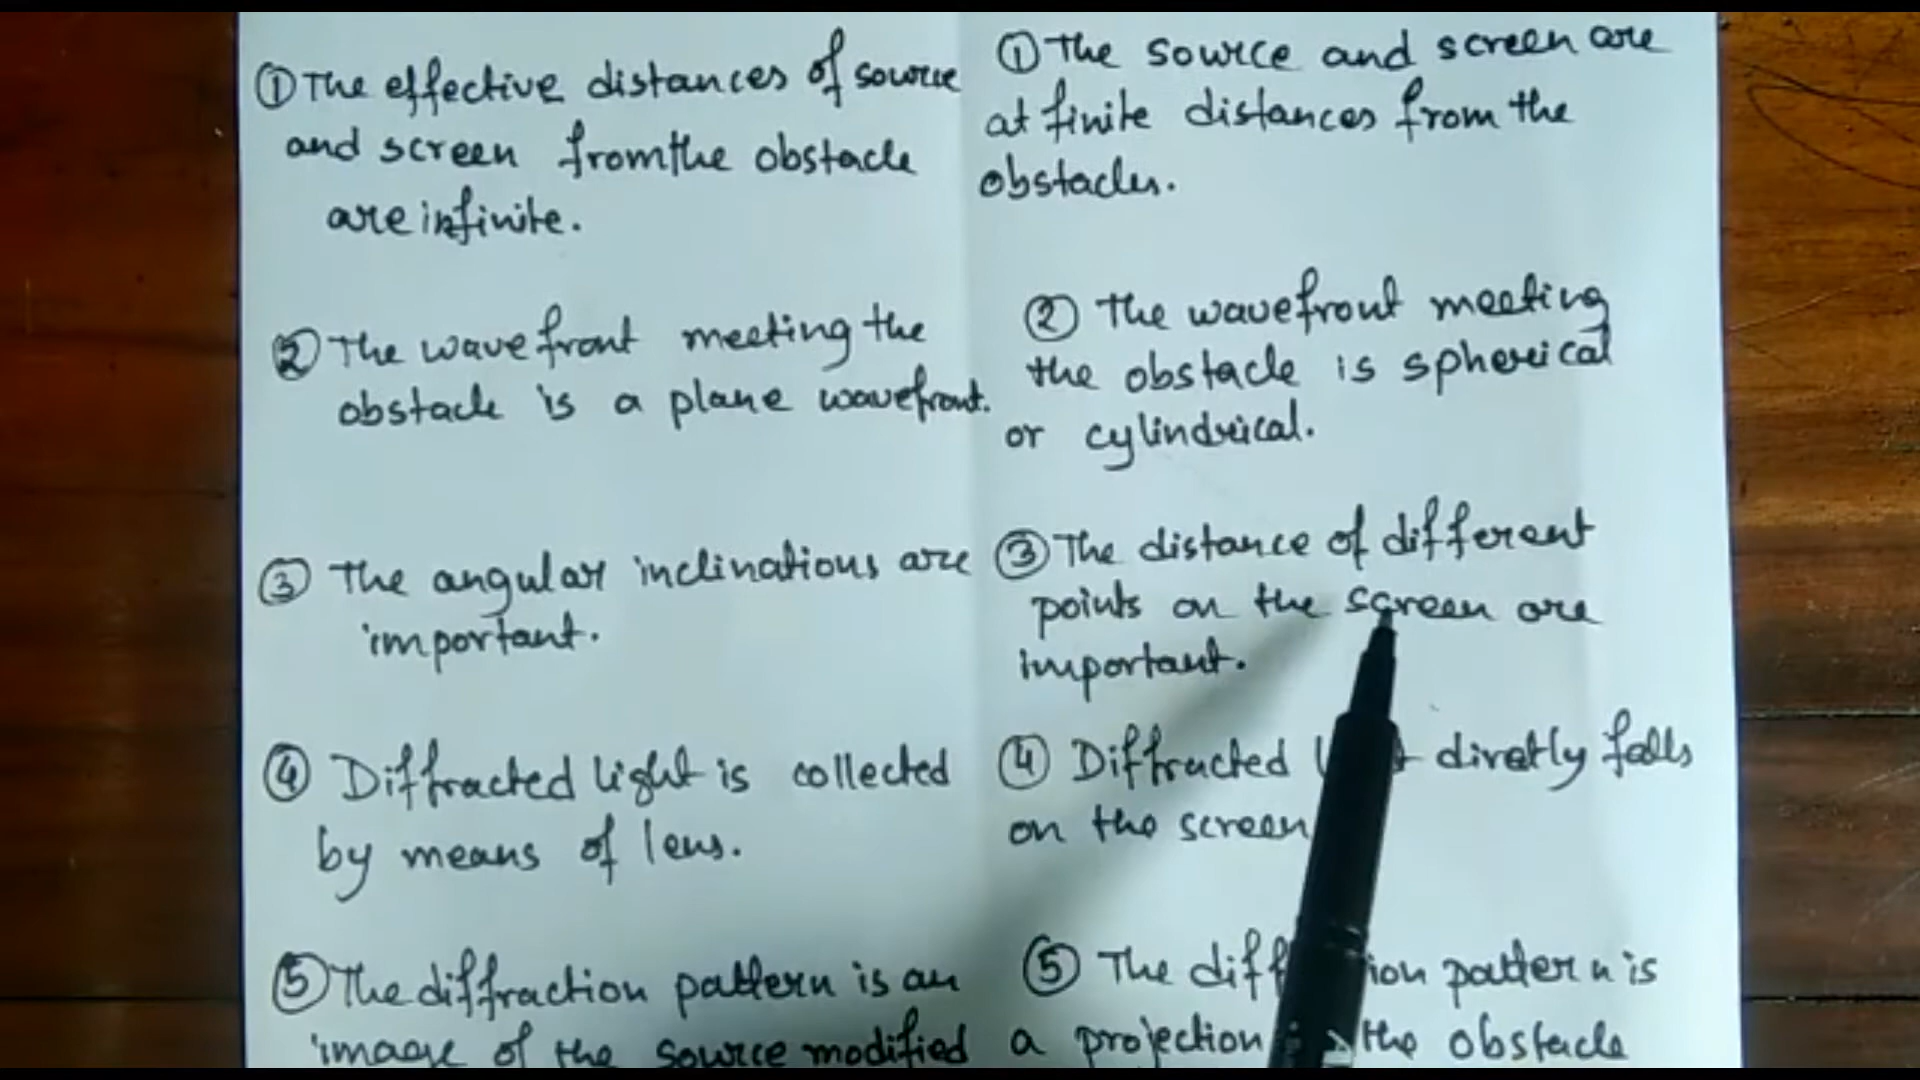 ① The effective distances of source
and screen from the obstacle
are infinite.
② The wavefront meeting the
obstacle is a plane wavefront.
③ The angular inclinations are
important.
④ Diffracted light is collected
by means of lens.
⑤ The diffraction pattern is an
image of the source modified
① The source and screen are
at finite distances from the
obstacles.
② The wavefront meeting
the obstacle is spherical
or cylindrical.
③ The distance of different
points on the screen are
important.
④ Diffracted directly falls
on the screen
⑤ The pattern is
a projection the obstacle